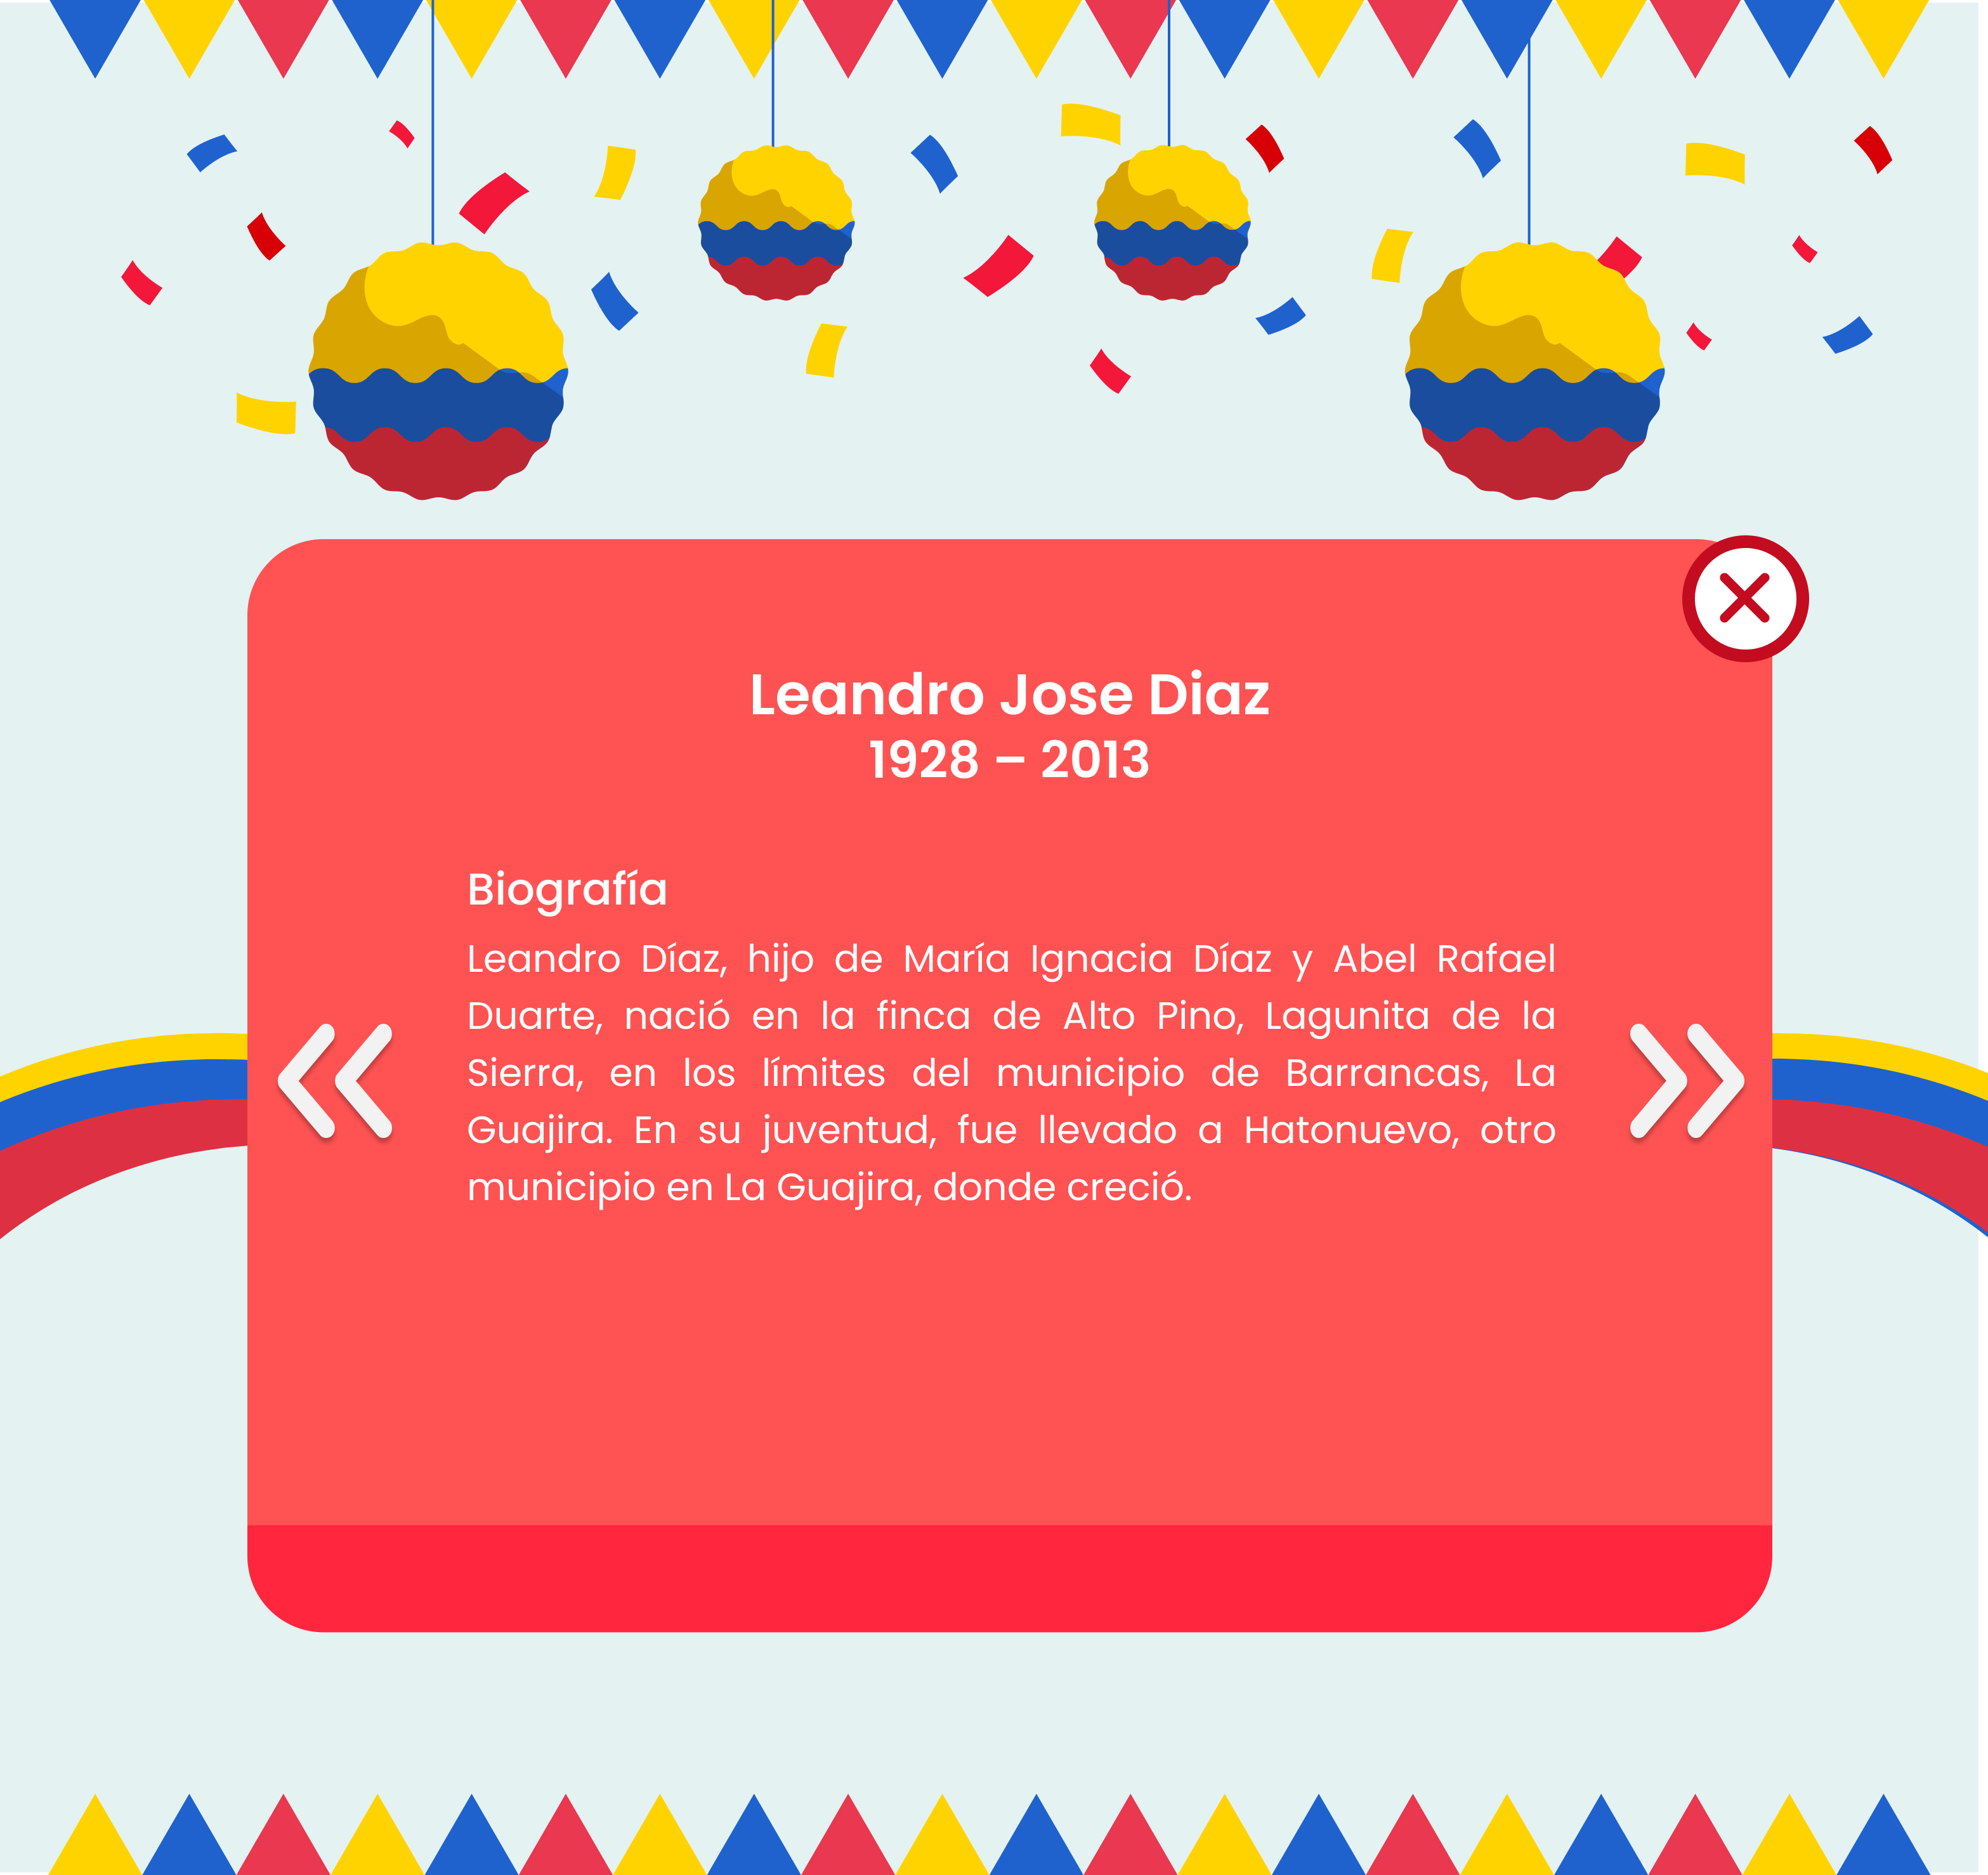 Leandro Jose Diaz
1928 – 2013
Biografía
Leandro Díaz, hijo de María Ignacia Díaz y Abel Rafael
Duarte, nació en la finca de Alto Pino, Lagunita de la
Sierra, en los límites del municipio de Barrancas, La
Guajira. En su juventud, fue llevado a Hatonuevo, otro
municipio en La Guajira, donde creció.